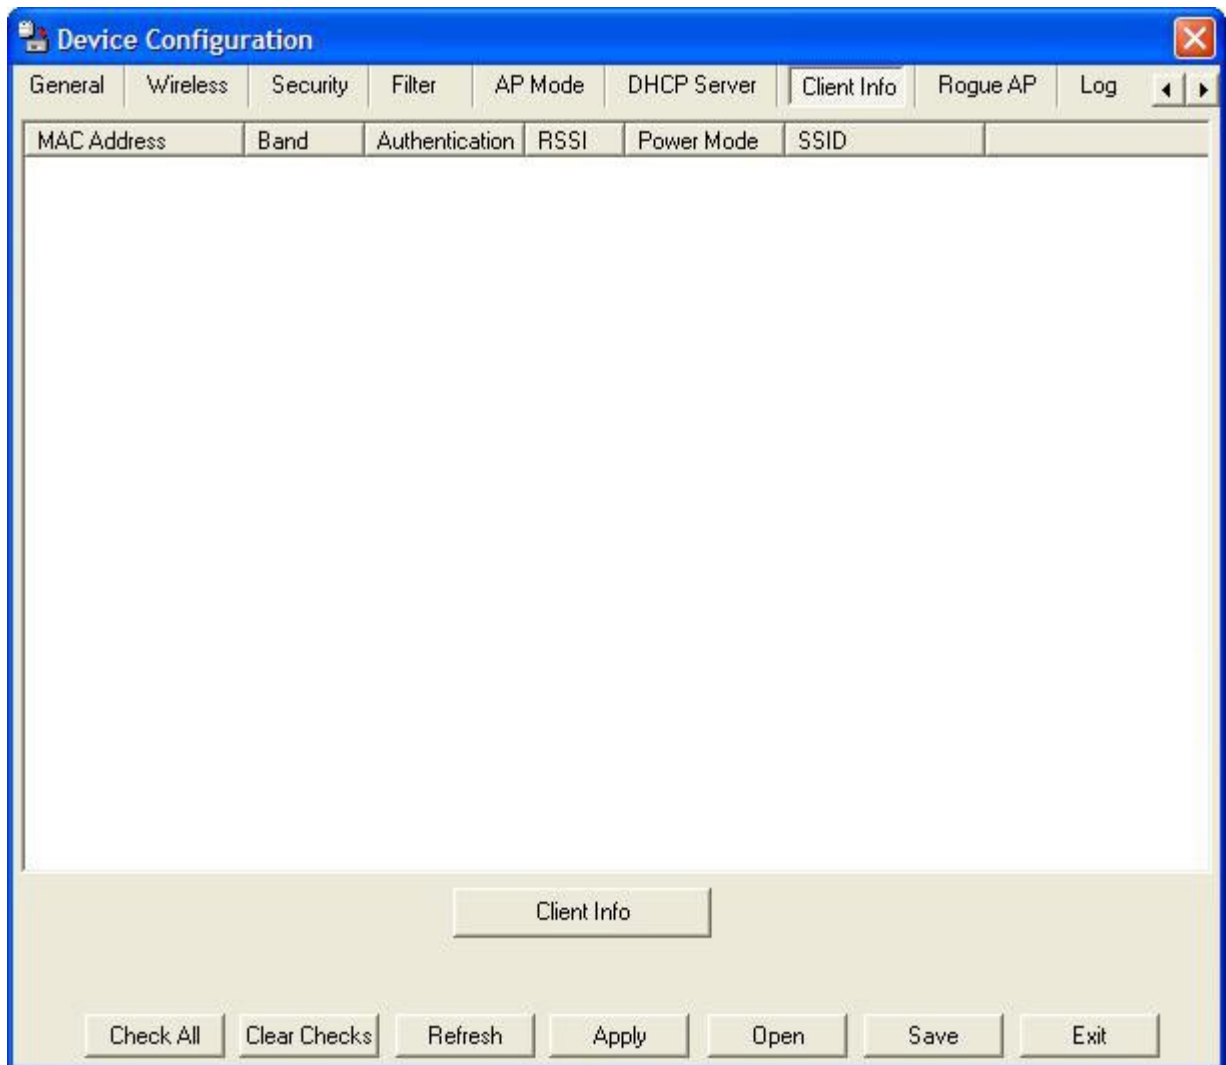 Device Configuration
General Wireless Security Filter AP Mode DHCP Server Client Info Rogue AP Log
MAC Address Band Authentication RSSI Power Mode SSID
Client Info
Check All Clear Checks Refresh Apply Open Save Exit